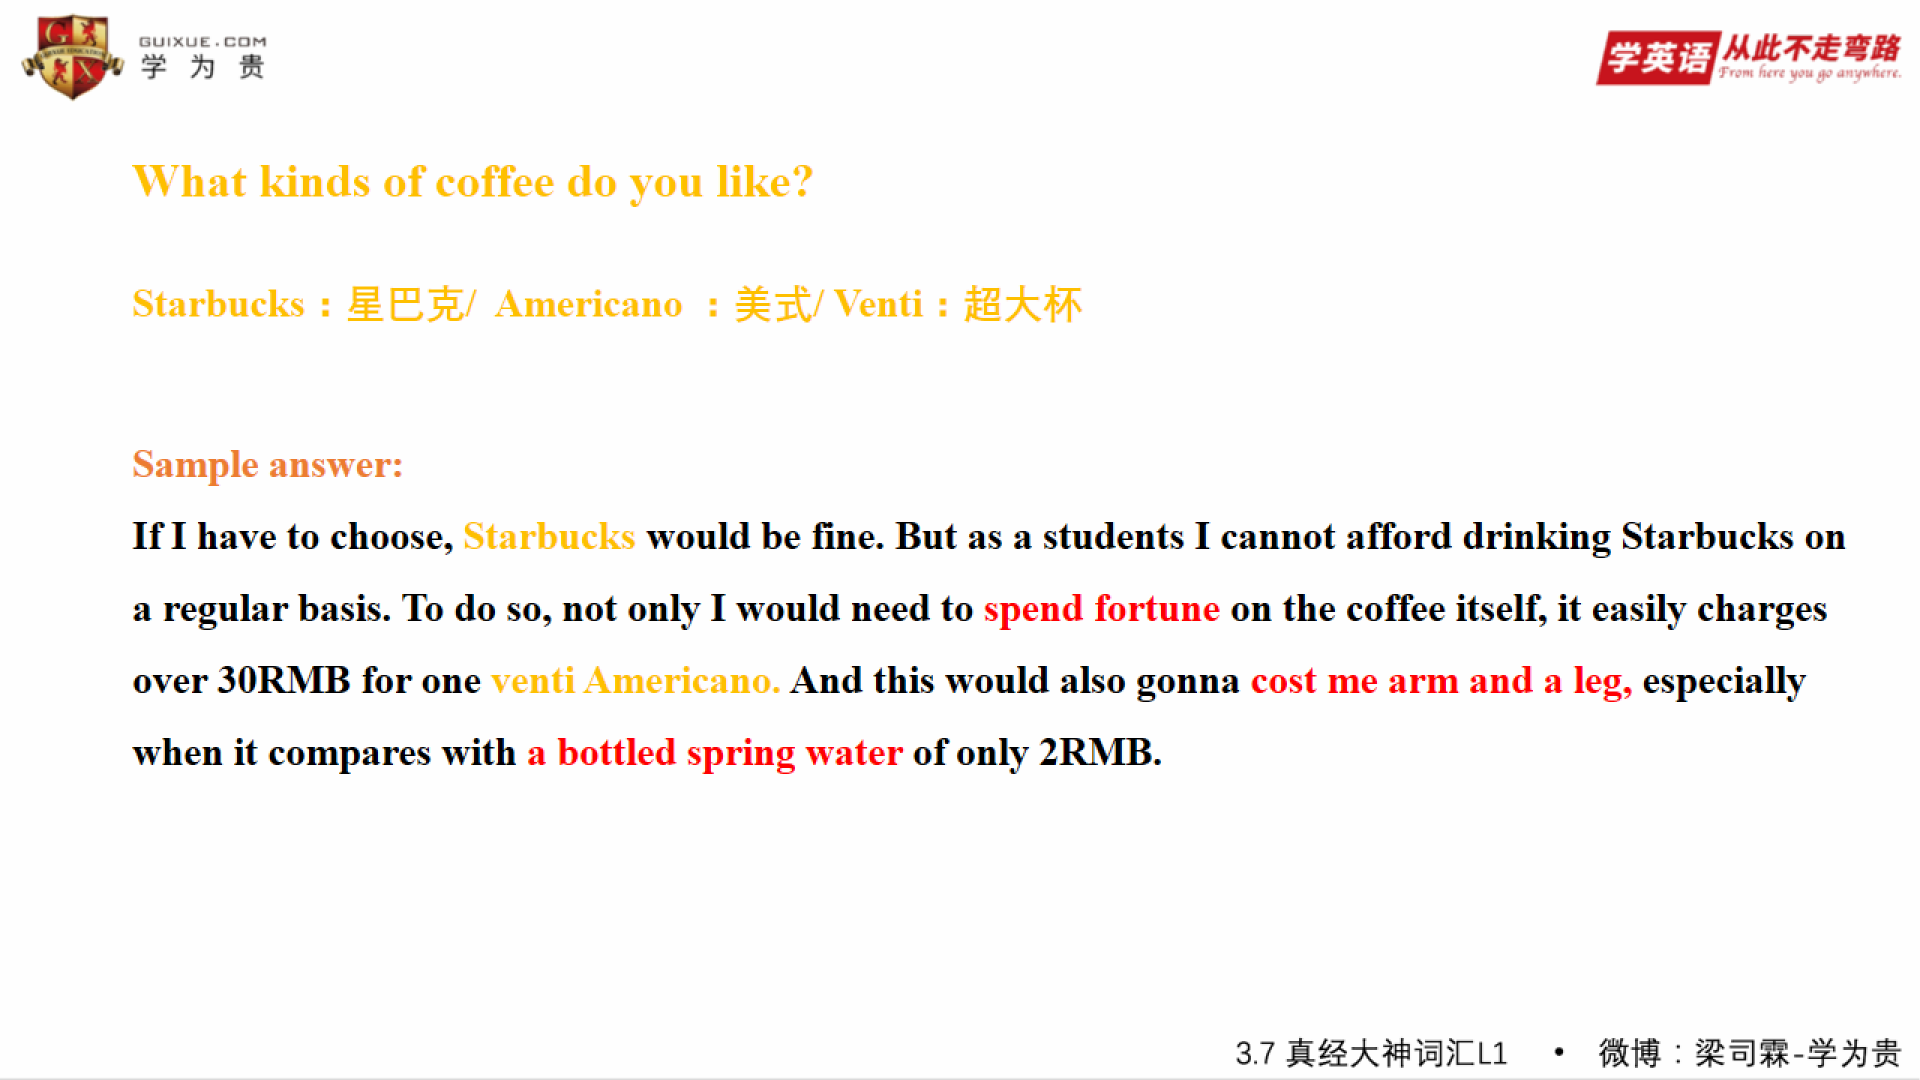 GUIXUE.COM
学为贵
学英语 从此不走弯路
From here you go anywhere.
What kinds of coffee do you like?
Starbucks：星巴克/ Americano ：美式/ Venti：超大杯
Sample answer:
If I have to choose, Starbucks would be fine. But as a students I cannot afford drinking Starbucks on
a regular basis. To do so, not only I would need to spend fortune on the coffee itself, it easily charges
over 30RMB for one venti Americano. And this would also gonna cost me arm and a leg, especially
when it compares with a bottled spring water of only 2RMB.
3.7 真经大神词汇L1 • 微博：梁司霖-学为贵